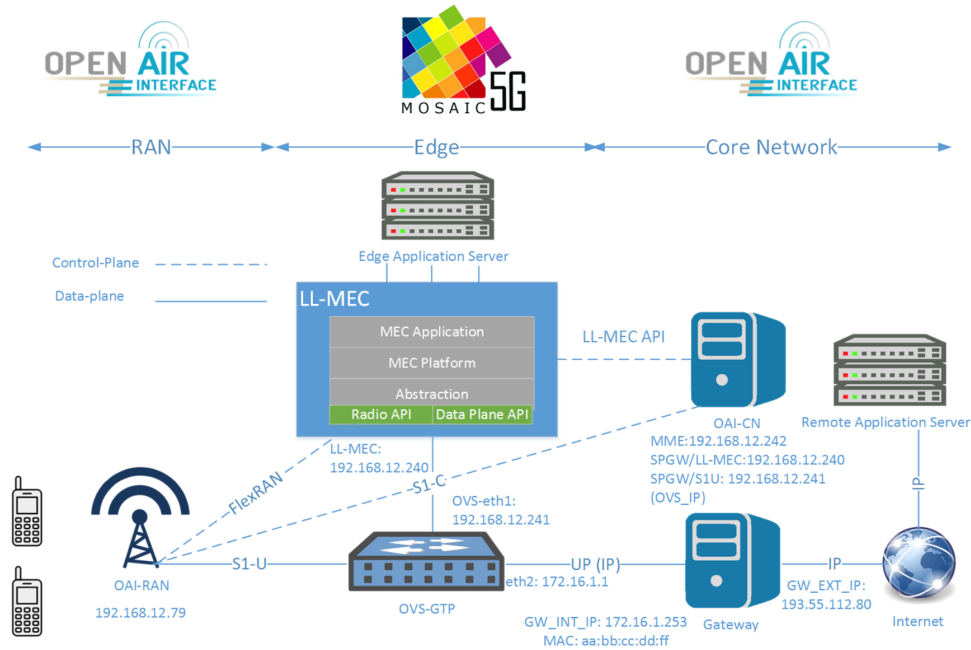 OPEN AIR
INTERFACE
MOSAIC 5G
OPEN AIR
INTERFACE
RAN
Edge
Core Network
Edge Application Server
Control-Plane
Data-plane
LL-MEC
MEC Application
MEC Platform
Abstraction
Radio API
Data Plane API
LL-MEC API
OAI-CN
MME:192.168.12.242
SPGW/LL-MEC:192.168.12.240
SPGW/S1U: 192.168.12.241
(OVS_IP)
Remote Application Server
LL-MEC:
192.168.12.240
FlexRAN
S1-C
OVS-eth1:
192.168.12.241
IP
S1-U
UP (IP)
IP
eth2: 172.16.1.1
OAI-RAN
192.168.12.79
OVS-GTP
GW_EXT_IP:
193.55.112.80
GW_INT_IP: 172.16.1.253
MAC: aa:bb:cc:dd:ff
Gateway
Internet